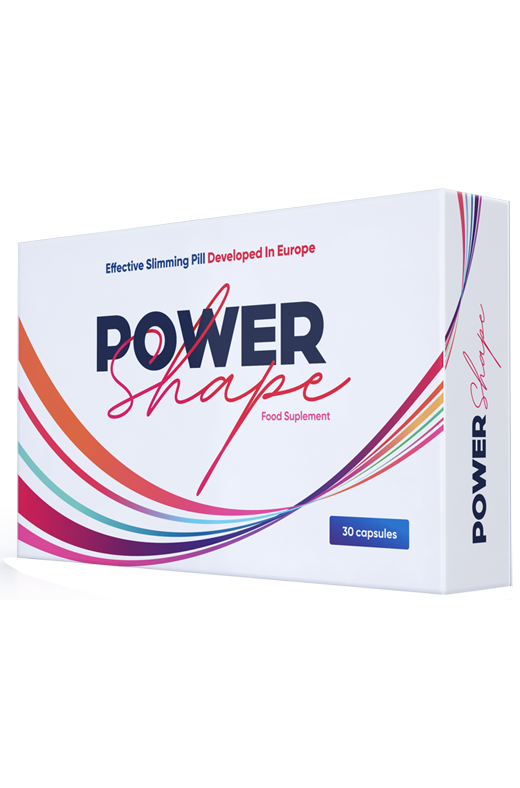 Effective Slimming Pill Developed In Europe
POWER
Shape
Food Suplement
30 capsules
POWER Shape